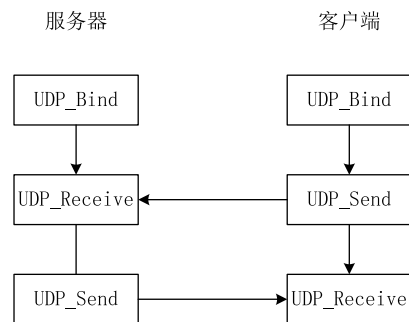 服务器 客户端
UDP_Bind UDP_Bind
UDP_Receive UDP_Send
UDP_Send UDP_Receive